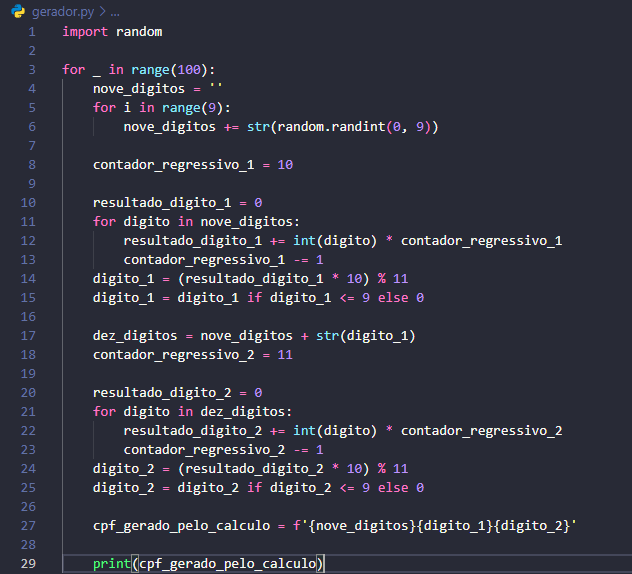 gerador.py > ...
1 import random
2
3 for _ in range(100):
4     nove_digitos = ''
5     for i in range(9):
6         nove_digitos += str(random.randint(0, 9))
7
8     contador_regressivo_1 = 10
9
10     resultado_digito_1 = 0
11     for digito in nove_digitos:
12         resultado_digito_1 += int(digito) * contador_regressivo_1
13         contador_regressivo_1 -= 1
14     digito_1 = (resultado_digito_1 * 10) % 11
15     digito_1 = digito_1 if digito_1 <= 9 else 0
16
17     dez_digitos = nove_digitos + str(digito_1)
18     contador_regressivo_2 = 11
19
20     resultado_digito_2 = 0
21     for digito in dez_digitos:
22         resultado_digito_2 += int(digito) * contador_regressivo_2
23         contador_regressivo_2 -= 1
24     digito_2 = (resultado_digito_2 * 10) % 11
25     digito_2 = digito_2 if digito_2 <= 9 else 0
26
27     cpf_gerado_pelo_calculo = f'{nove_digitos}{digito_1}{digito_2}'
28
29     print(cpf_gerado_pelo_calculo)